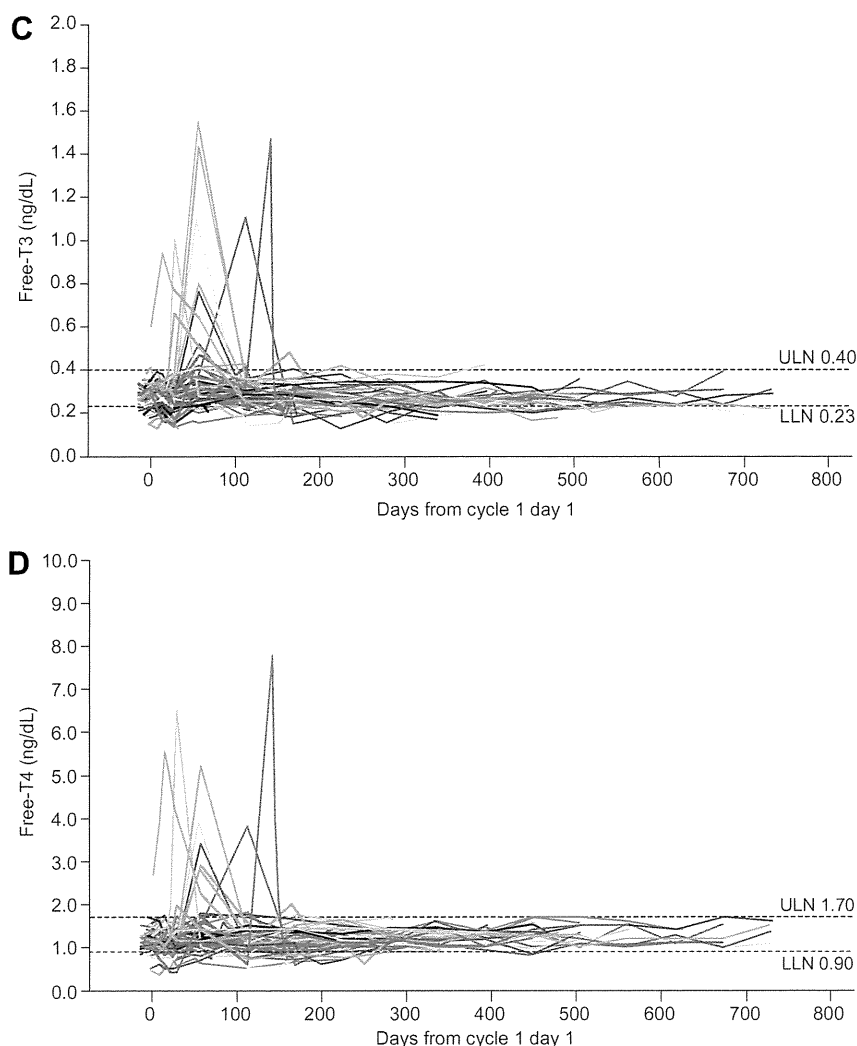 C
2.0
1.8
1.6
1.4
1.2
1.0
0.8
0.6
0.4
0.2
0.0
Free-T3 (ng/dL)
ULN 0.40
LLN 0.23
0 100 200 300 400 500 600 700 800
Days from cycle 1 day 1
D
10.0
9.0
8.0
7.0
6.0
5.0
4.0
3.0
2.0
1.0
0.0
Free-T4 (ng/dL)
ULN 1.70
LLN 0.90
0 100 200 300 400 500 600 700 800
Days from cycle 1 day 1